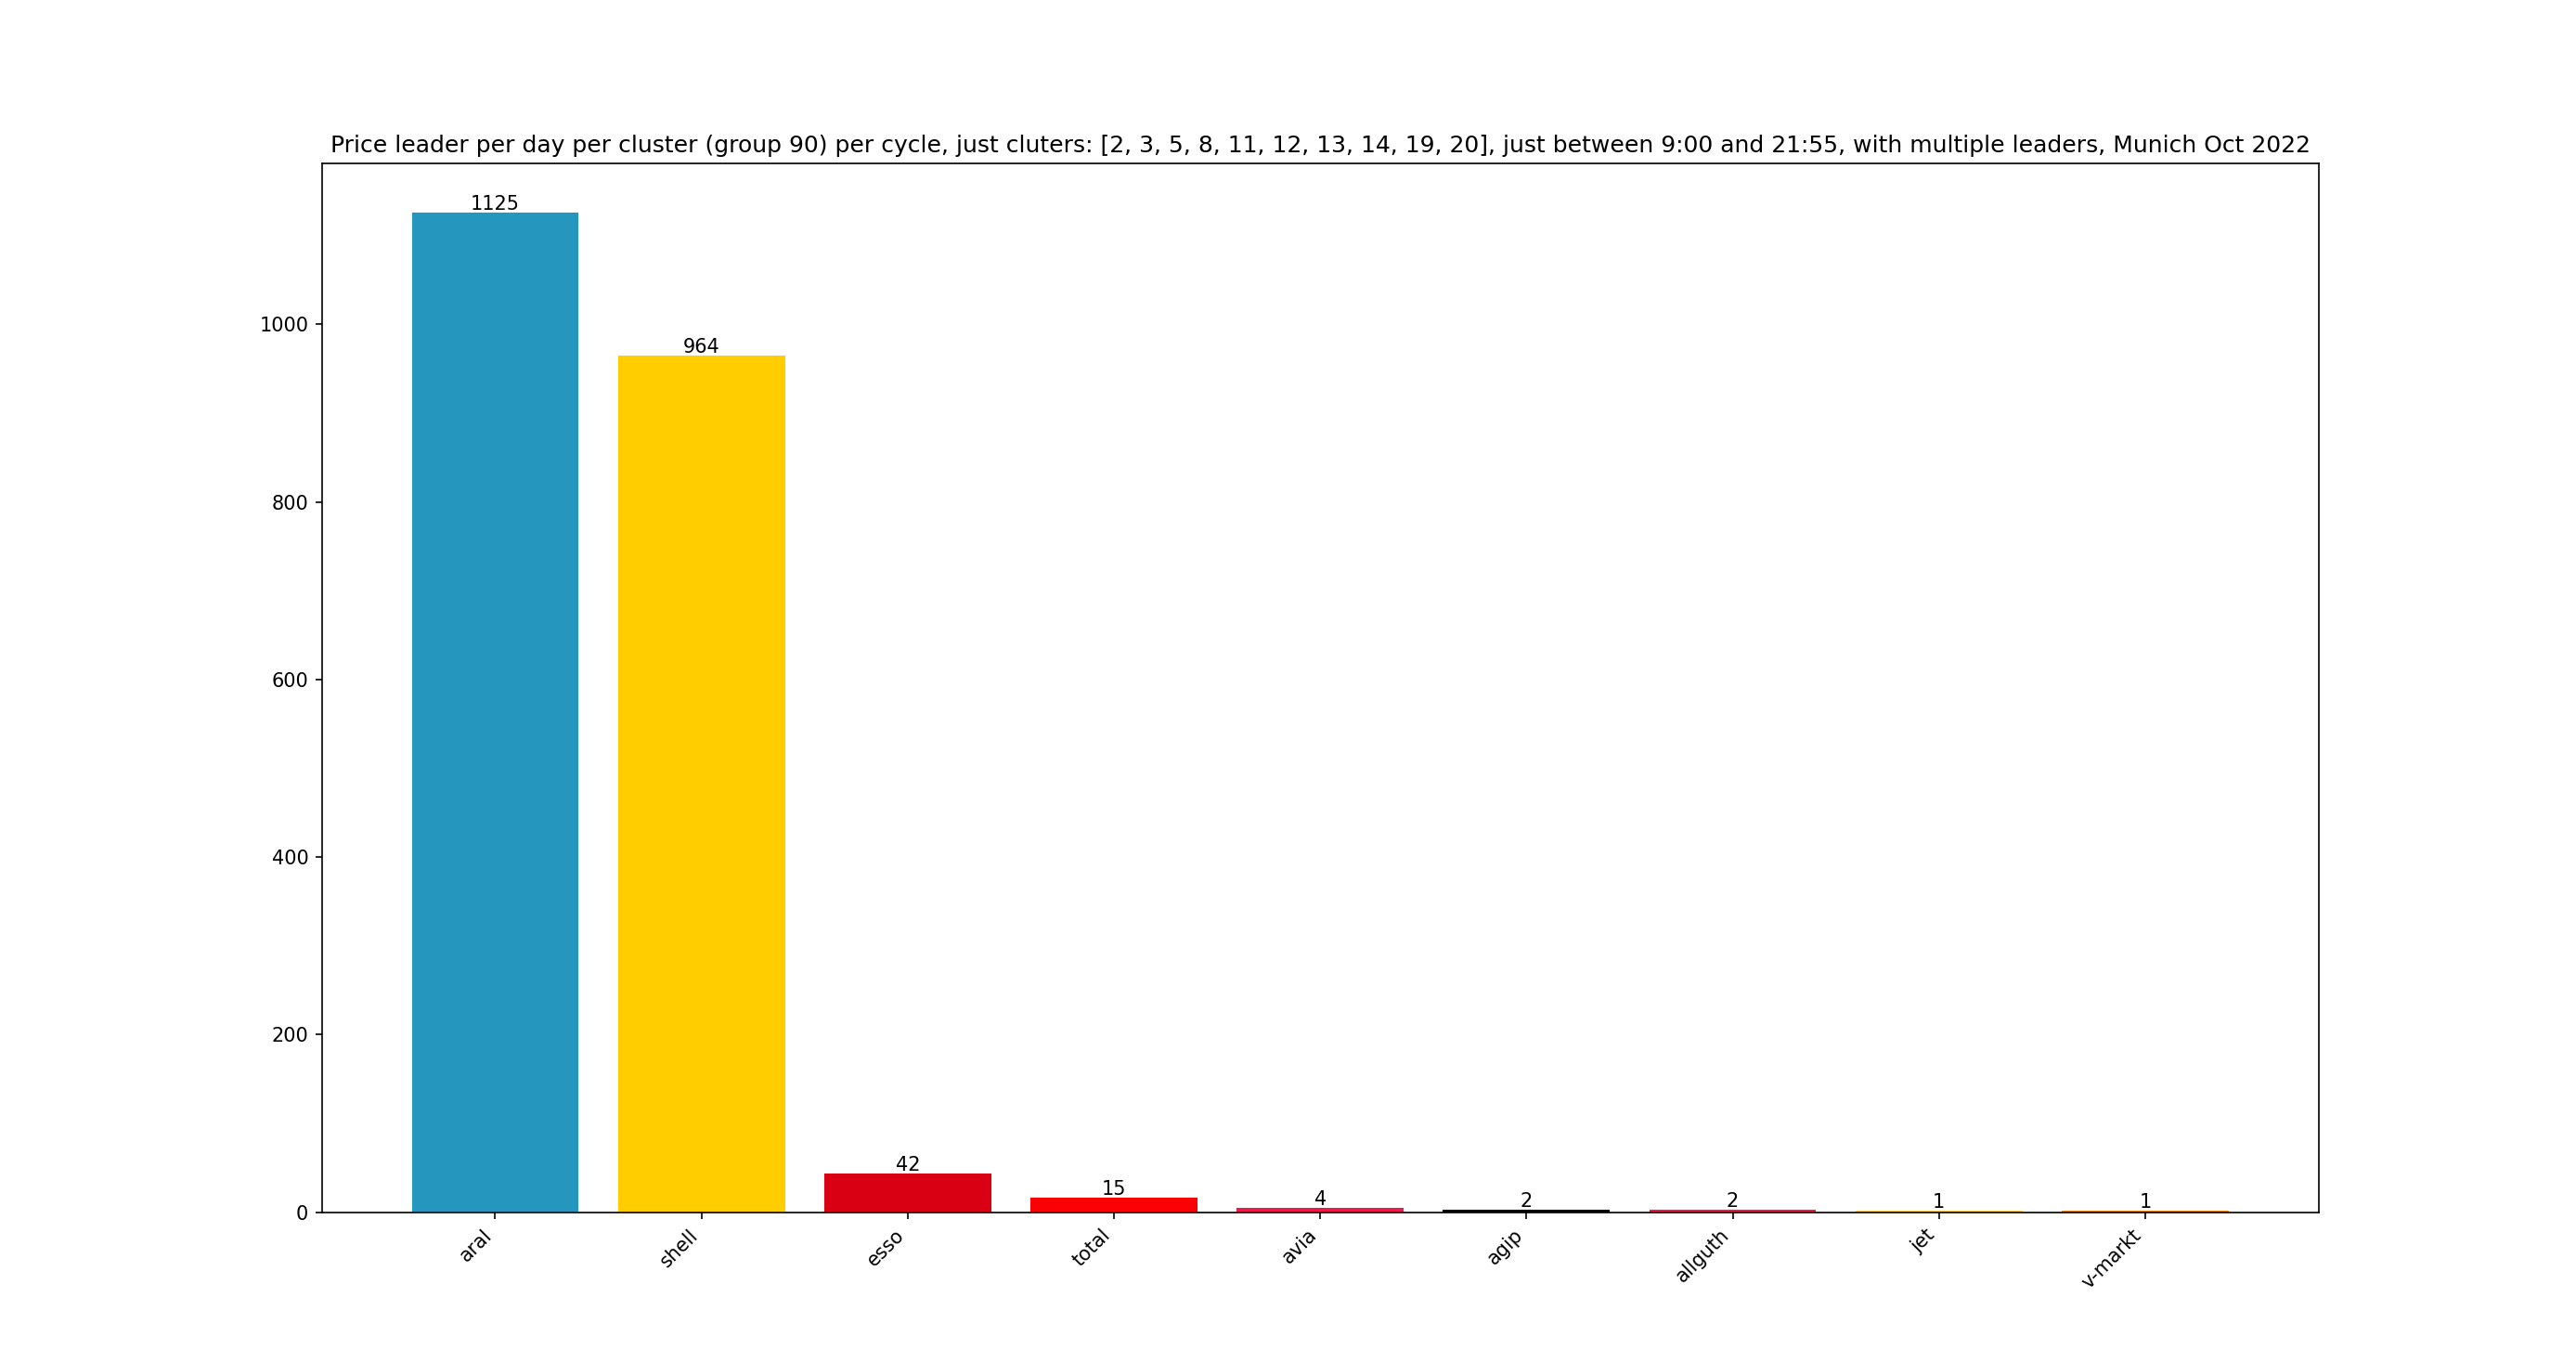 Price leader per day per cluster (group 90) per cycle, just cluters: [2, 3, 5, 8, 11, 12, 13, 14, 19, 20], just between 9:00 and 21:55, with multiple leaders, Munich Oct 2022
1125
964
42
15
4
2
2
1
1
1000
800
600
400
200
0
aral
shell
esso
total
avia
agip
allguth
jet
v-markt